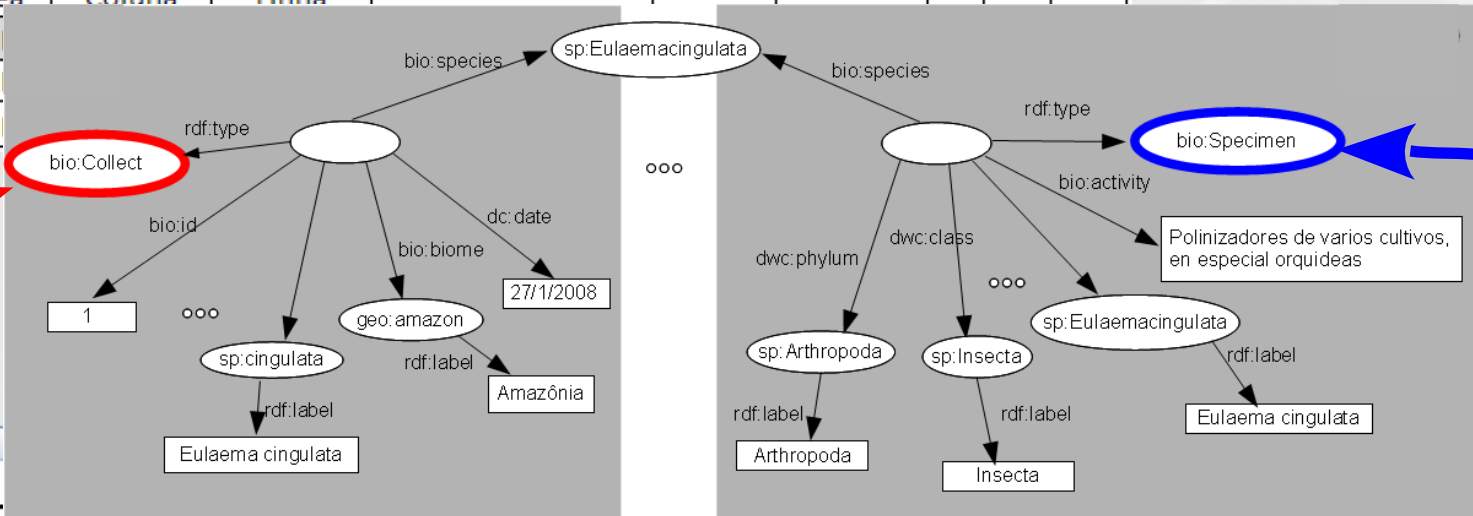 sp:Eulaemacingulata
bio:species
bio:species
rdf:type
rdf:type
bio:Collect
bio:Specimen
ooo
bio:activity
bio:id
dc:date
bio:biome
dwc:class
dwc:phylum
Polinizadores de varios cultivos,
en especial orquideas
27/1/2008
ooo
1
ooo
geo:amazon
sp:Eulaemacingulata
sp:cingulata
rdf:label
sp:Arthropoda
sp:Insecta
rdf:label
Amazônia
rdf:label
rdf:label
rdf:label
Eulaema cingulata
Eulaema cingulata
Arthropoda
Insecta